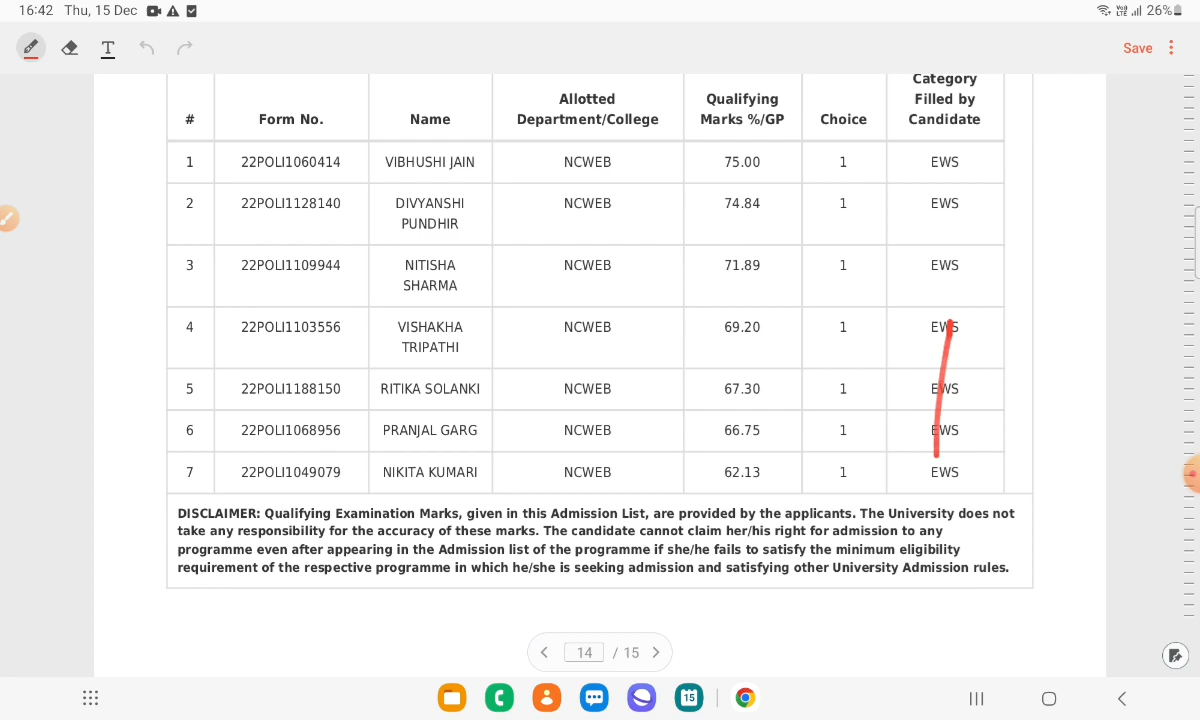 16:42 Thu, 15 Dec 26%
T Save
Category
Allotted Qualifying Filled by
# Form No. Name Department/College Marks %/GP Choice Candidate
1 22POLI1060414 VIBHUSHI JAIN NCWEB 75.00 1 EWS
2 22POLI1128140 DIVYANSHI NCWEB 74.84 1 EWS
PUNDHIR
3 22POLI1109944 NITISHA NCWEB 71.89 1 EWS
SHARMA
4 22POLI1103556 VISHAKHA NCWEB 69.20 1 EWS
TRIPATHI
5 22POLI1188150 RITIKA SOLANKI NCWEB 67.30 1 EWS
6 22POLI1068956 PRANJAL GARG NCWEB 66.75 1 EWS
7 22POLI1049079 NIKITA KUMARI NCWEB 62.13 1 EWS
DISCLAIMER: Qualifying Examination Marks, given in this Admission List, are provided by the applicants. The University does not
take any responsibility for the accuracy of these marks. The candidate cannot claim her/his right for admission to any
programme even after appearing in the Admission list of the programme if she/he fails to satisfy the minimum eligibility
requirement of the respective programme in which he/she is seeking admission and satisfying other University Admission rules.
14 / 15
15